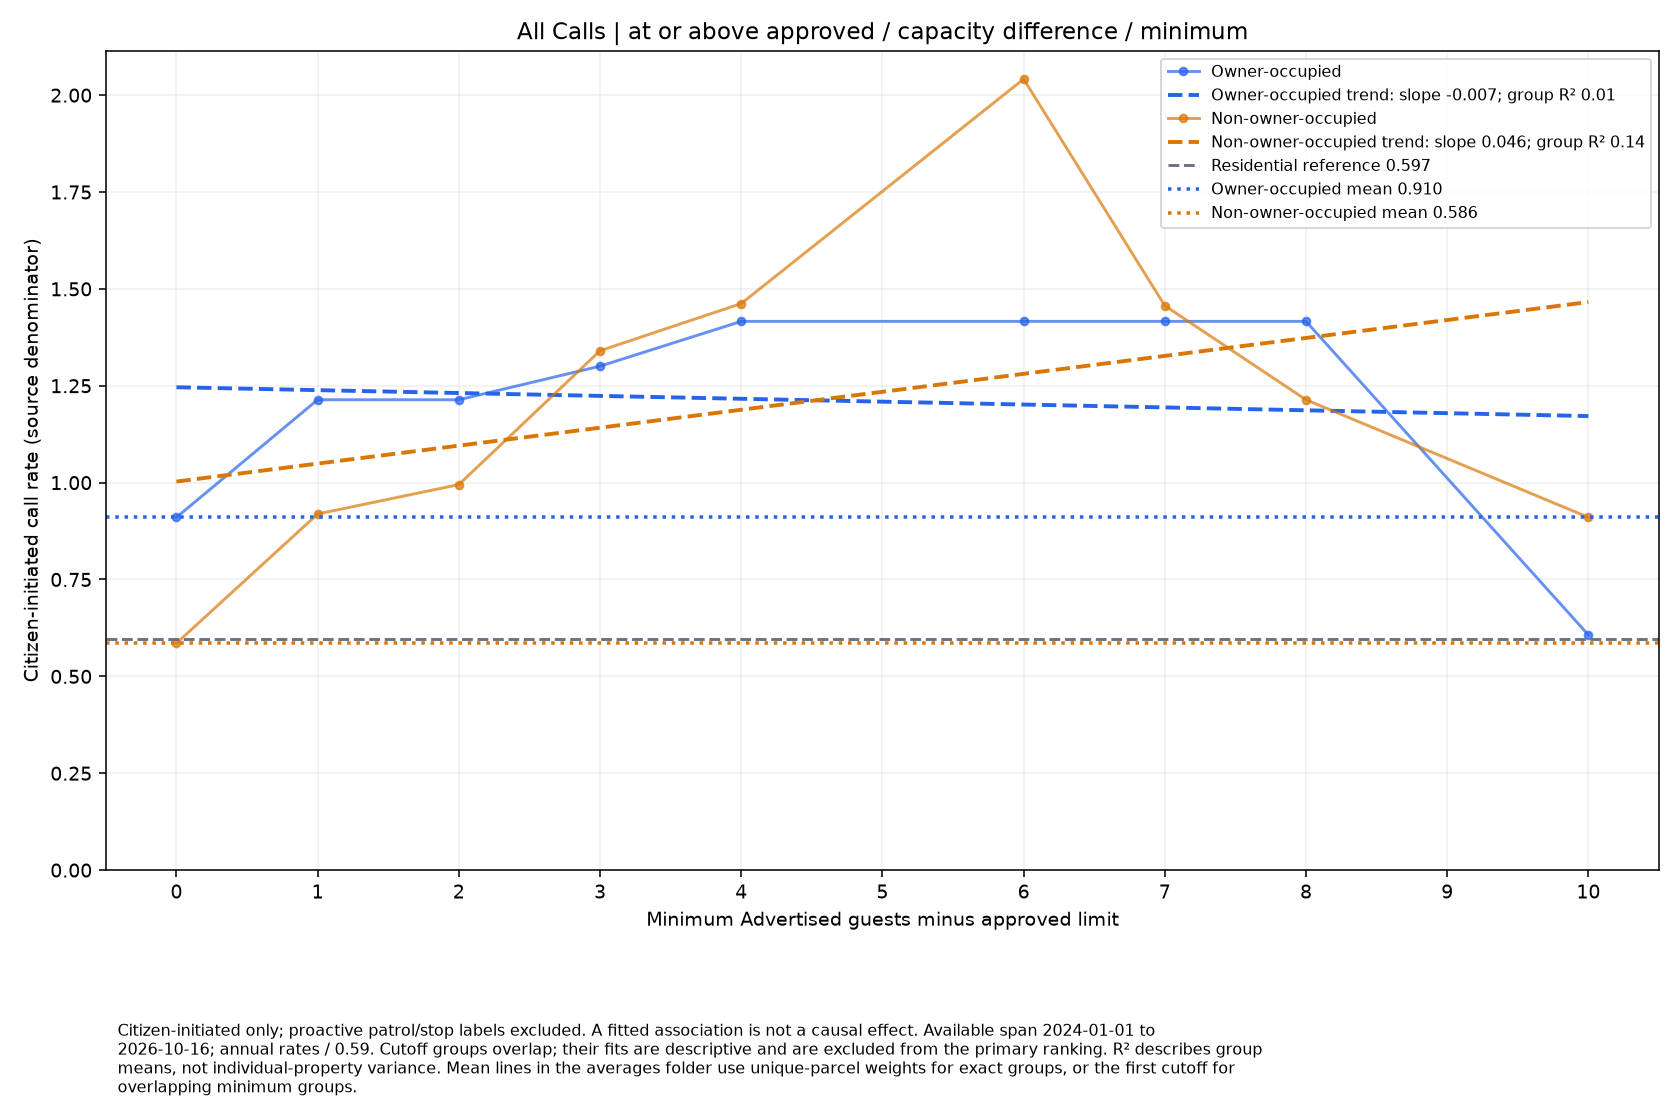 All Calls | at or above approved / capacity difference / minimum
Owner-occupied
Owner-occupied trend: slope -0.007; group R² 0.01
Non-owner-occupied
Non-owner-occupied trend: slope 0.046; group R² 0.14
Residential reference 0.597
Owner-occupied mean 0.910
Non-owner-occupied mean 0.586
Citizen-initiated call rate (source denominator)
2.00
1.75
1.50
1.25
1.00
0.75
0.50
0.25
0.00
0 1 2 3 4 5 6 7 8 9 10
Minimum Advertised guests minus approved limit
Citizen-initiated only; proactive patrol/stop labels excluded. A fitted association is not a causal effect. Available span 2024-01-01 to
2026-10-16; annual rates / 0.59. Cutoff groups overlap; their fits are descriptive and are excluded from the primary ranking. R² describes group
means, not individual-property variance. Mean lines in the averages folder use unique-parcel weights for exact groups, or the first cutoff for
overlapping minimum groups.